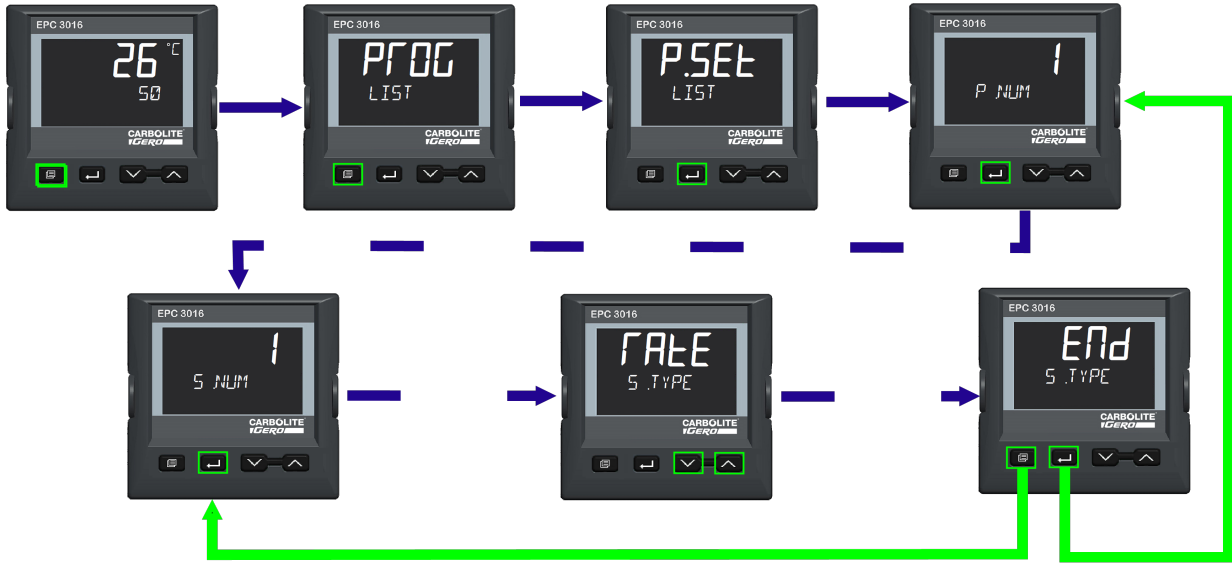 EPC 3016
26 °C
50
CARBOLITE
GERO
EPC 3016
PrOG
LIST
CARBOLITE
GERO
EPC 3016
P.SEt
LIST
CARBOLITE
GERO
EPC 3016
1
P.NUM
CARBOLITE
GERO
EPC 3016
1
S.NUM
CARBOLITE
GERO
EPC 3016
rAtE
S.TYPE
CARBOLITE
GERO
EPC 3016
End
S.TYPE
CARBOLITE
GERO